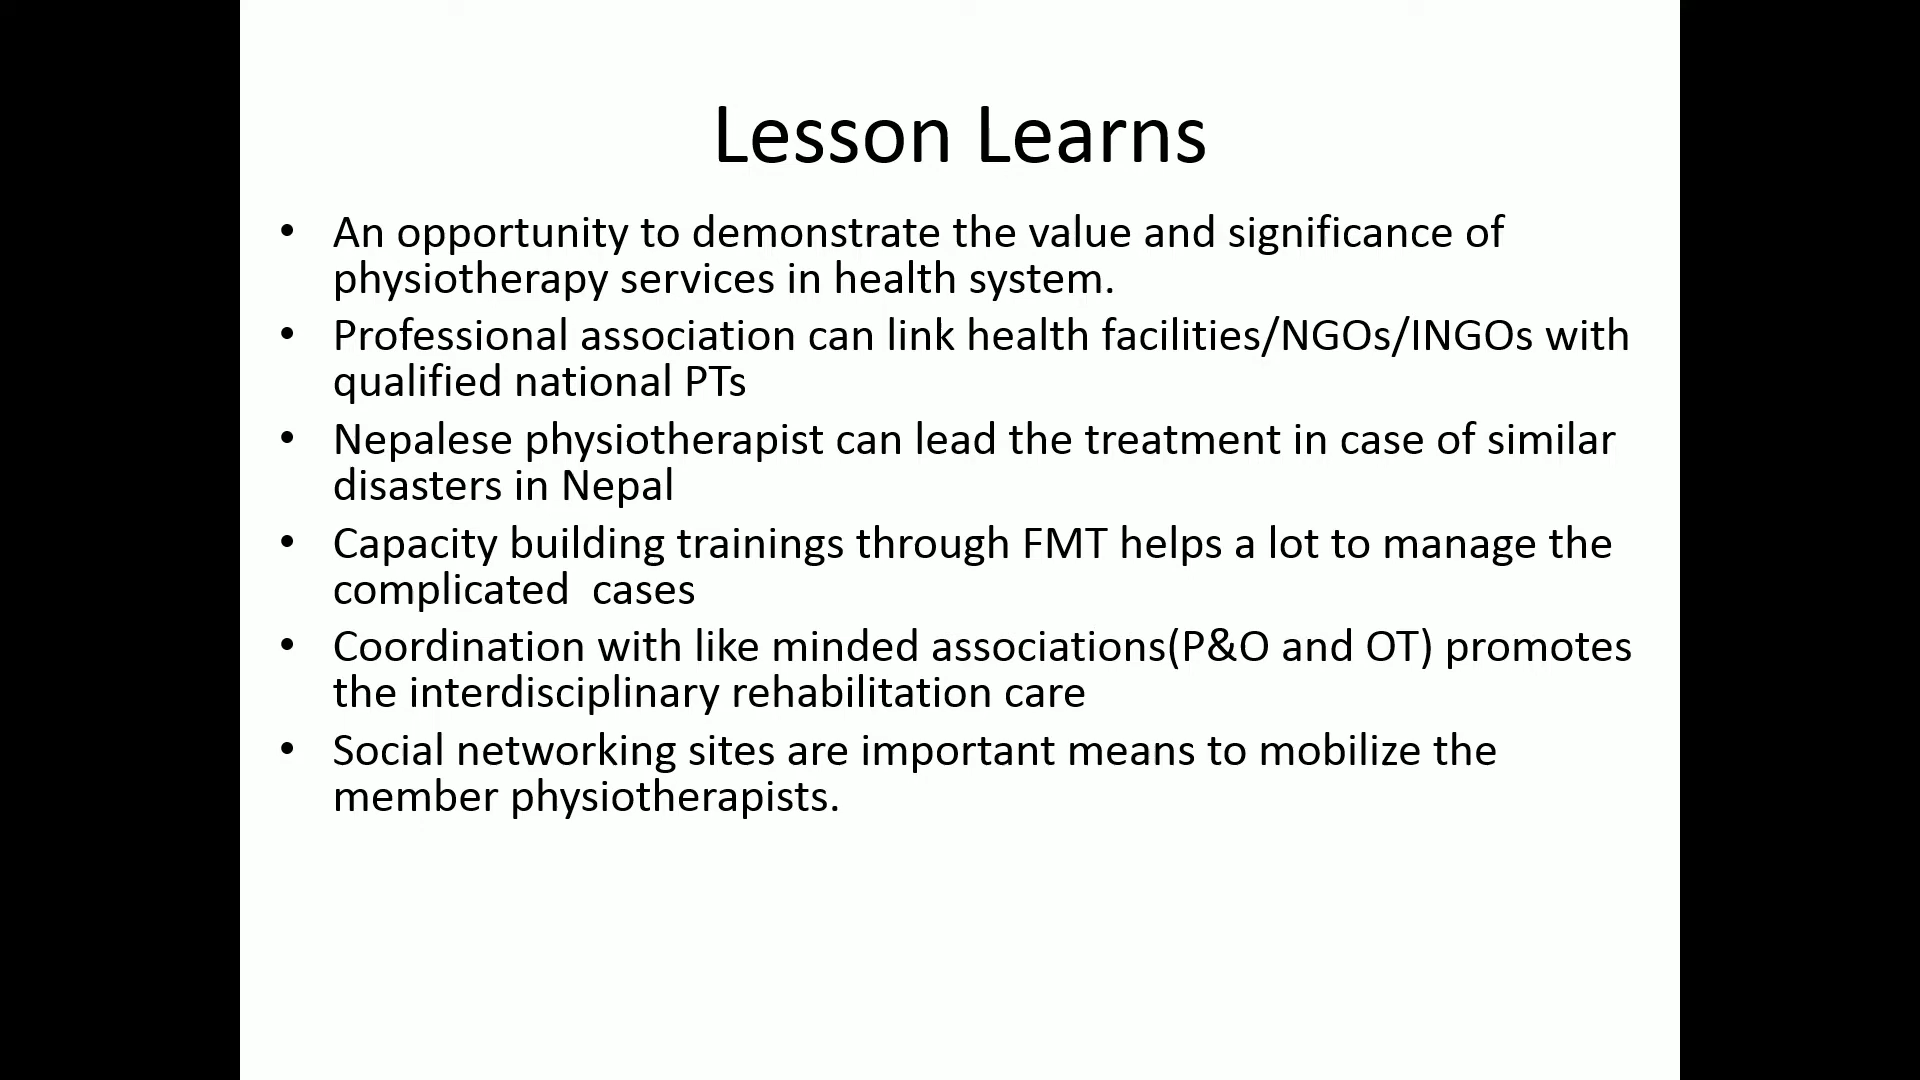 Lesson Learns
• An opportunity to demonstrate the value and significance of
physiotherapy services in health system.
• Professional association can link health facilities/NGOs/INGOs with
qualified national PTs
• Nepalese physiotherapist can lead the treatment in case of similar
disasters in Nepal
• Capacity building trainings through FMT helps a lot to manage the
complicated  cases
• Coordination with like minded associations(P&O and OT) promotes
the interdisciplinary rehabilitation care
• Social networking sites are important means to mobilize the
member physiotherapists.